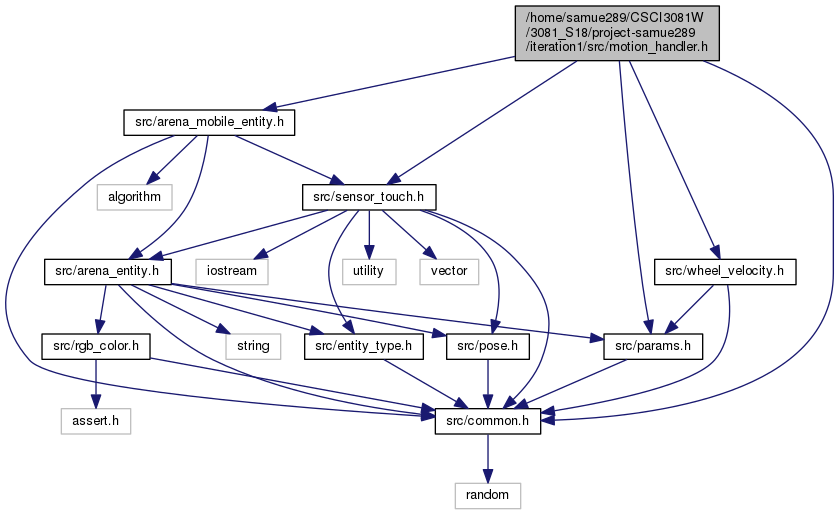 /home/samue289/CSCI3081W
/3081_S18/project-samue289
/iteration1/src/motion_handler.h
src/arena_mobile_entity.h
algorithm
src/sensor_touch.h
src/arena_entity.h
iostream
utility
vector
src/wheel_velocity.h
src/rgb_color.h
string
src/entity_type.h
src/pose.h
src/params.h
assert.h
src/common.h
random